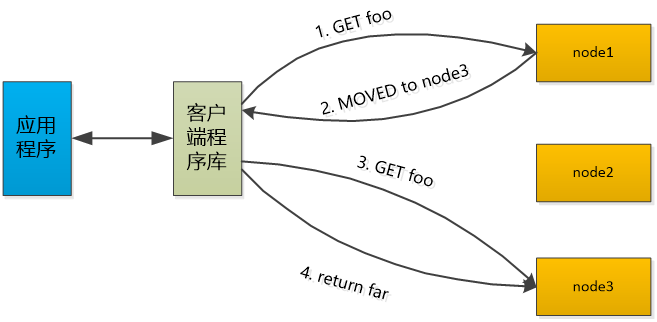 应用
程序
客户
端程
序库
1. GET foo
2. MOVED to node3
3. GET foo
4. return far
node1
node2
node3